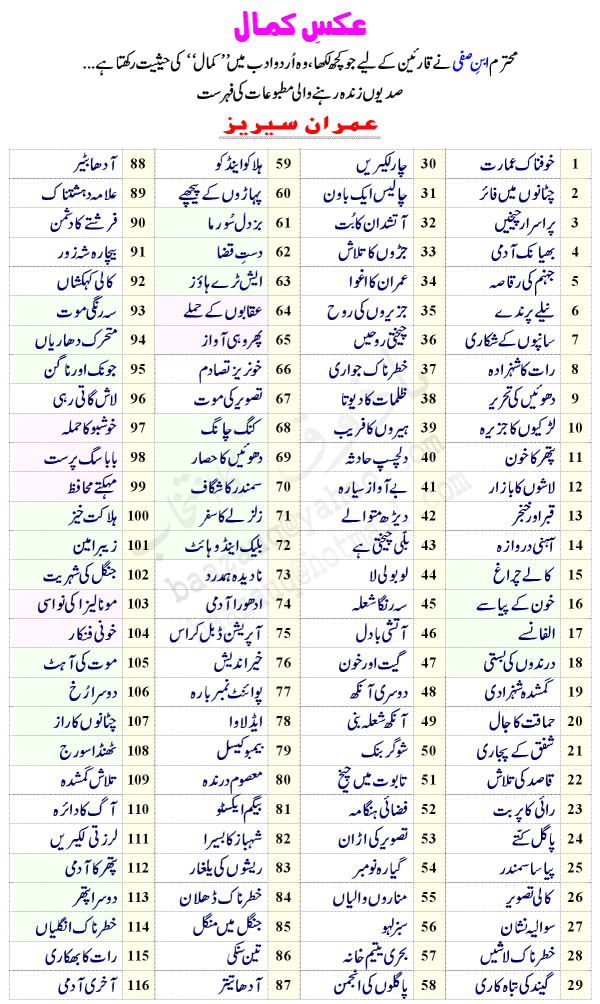 عکسِ کمال
محترم ابنِ صفی نے قارئین کے لیے جو کچھ لکھا، وہ اُردو ادب میں ’’کمال‘‘ کی حیثیت رکھتا ہے...
صدیوں زندہ رہنے والی مطبوعات کی فہرست
عمران سیریز
1 خوفناک عمارت
2 چٹانوں میں فائر
3 پراسرار چیخیں
4 بھیانک آدمی
5 جہنم کی رقاصہ
6 نیلے پرندے
7 سانپوں کے شکاری
8 رات کا شہزادہ
9 دھوئیں کی تحریر
10 لڑکیوں کا جزیرہ
11 پتھر کا خون
12 لاشوں کا بازار
13 قبر اور خنجر
14 آہنی دروازہ
15 کالے چراغ
16 خون کے پیاسے
17 الفانسے
18 درندوں کی بستی
19 گمشدہ شہزادی
20 حماقت کا جال
21 شفق کے پجاری
22 قاصد کی تلاش
23 رائی کا پربت
24 پاگل کتے
25 پیاسا سمندر
26 کالی تصویر
27 سوالیہ نشان
28 خطرناک لاشیں
29 گیند کی تباہ کاری
30 چار لکیریں
31 چالیس ایک باون
32 آتشدان کا بُت
33 جڑوں کا تلاش
34 عمران کا اغوا
35 جزیروں کی روح
36 چیختی روحیں
37 خطرناک جواری
38 ظلمات کا دیوتا
39 ہیروں کا فریب
40 دلچسپ حادثہ
41 بے آواز سیارہ
42 دیڑھ متوالے
43 بلّی چیختی ہے
44 لوبولی لا
45 سہ رنگا شعلہ
46 آتشی بادل
47 گیت اور خون
48 دوسری آنکھ
49 آنکھ شعلہ بنی
50 شوگر بنک
51 تابوت میں چیخ
52 فضائی ہنگامہ
53 تصویر کی اڑان
54 گیارہ نومبر
55 مناروں والیاں
56 سبز لہو
57 بحری یتیم خانہ
58 پاگلوں کی انجمن
59 ہلاکو اینڈ کو
60 پہاڑوں کے پیچھے
61 بزدل سُورما
62 دستِ قضا
63 ایش ٹرے ہاؤز
64 عقابوں کے حملے
65 پھر وہی آواز
66 خونریز تصادم
67 تصویر کی موت
68 کنگ چانگ
69 دھوئیں کا حصار
70 سمندر کا شگاف
71 زلزلے کا سفر
72 بلیک اینڈ وہائٹ
73 نادیدہ ہمدرد
74 ادھورا آدمی
75 آپریشن ڈبل کراس
76 خیر اندیش
77 پوائنٹ نمبر بارہ
78 ایڈلاوا
79 بیمبو کیسل
80 معصوم درندہ
81 بیگم ایکسٹو
82 شہباز کا بسیرا
83 ریشوں کی یلغار
84 خطرناک ڈھلان
85 جنگل میں منگل
86 تین سنکی
87 آدھا تیتر
88 آدھا بٹیر
89 علامہ دہشتناک
90 فرشتے کا دشمن
91 بیچارہ شہ زور
92 کالی کہکشاں
93 سہ رنگی موت
94 متحرک دھاریاں
95 جونک اور ناگن
96 لاش گاتی رہی
97 خوشبو کا حملہ
98 بابا سگ پرست
99 مہکتے محافظ
100 ہلاکت خیز
101 زیبرا مین
102 جنگل کی شہریت
103 مونالیزا کی نواسی
104 خونی فنکار
105 موت کی آہٹ
106 دوسرا رُخ
107 چٹانوں کا راز
108 ٹھنڈا سورج
109 تلاش گمشدہ
110 آگ کا دائرہ
111 لرزتی لکیریں
112 پتھر کا آدمی
113 دوسرا پتھر
114 خطرناک انگلیاں
115 رات کا بھکاری
116 آخری آدمی